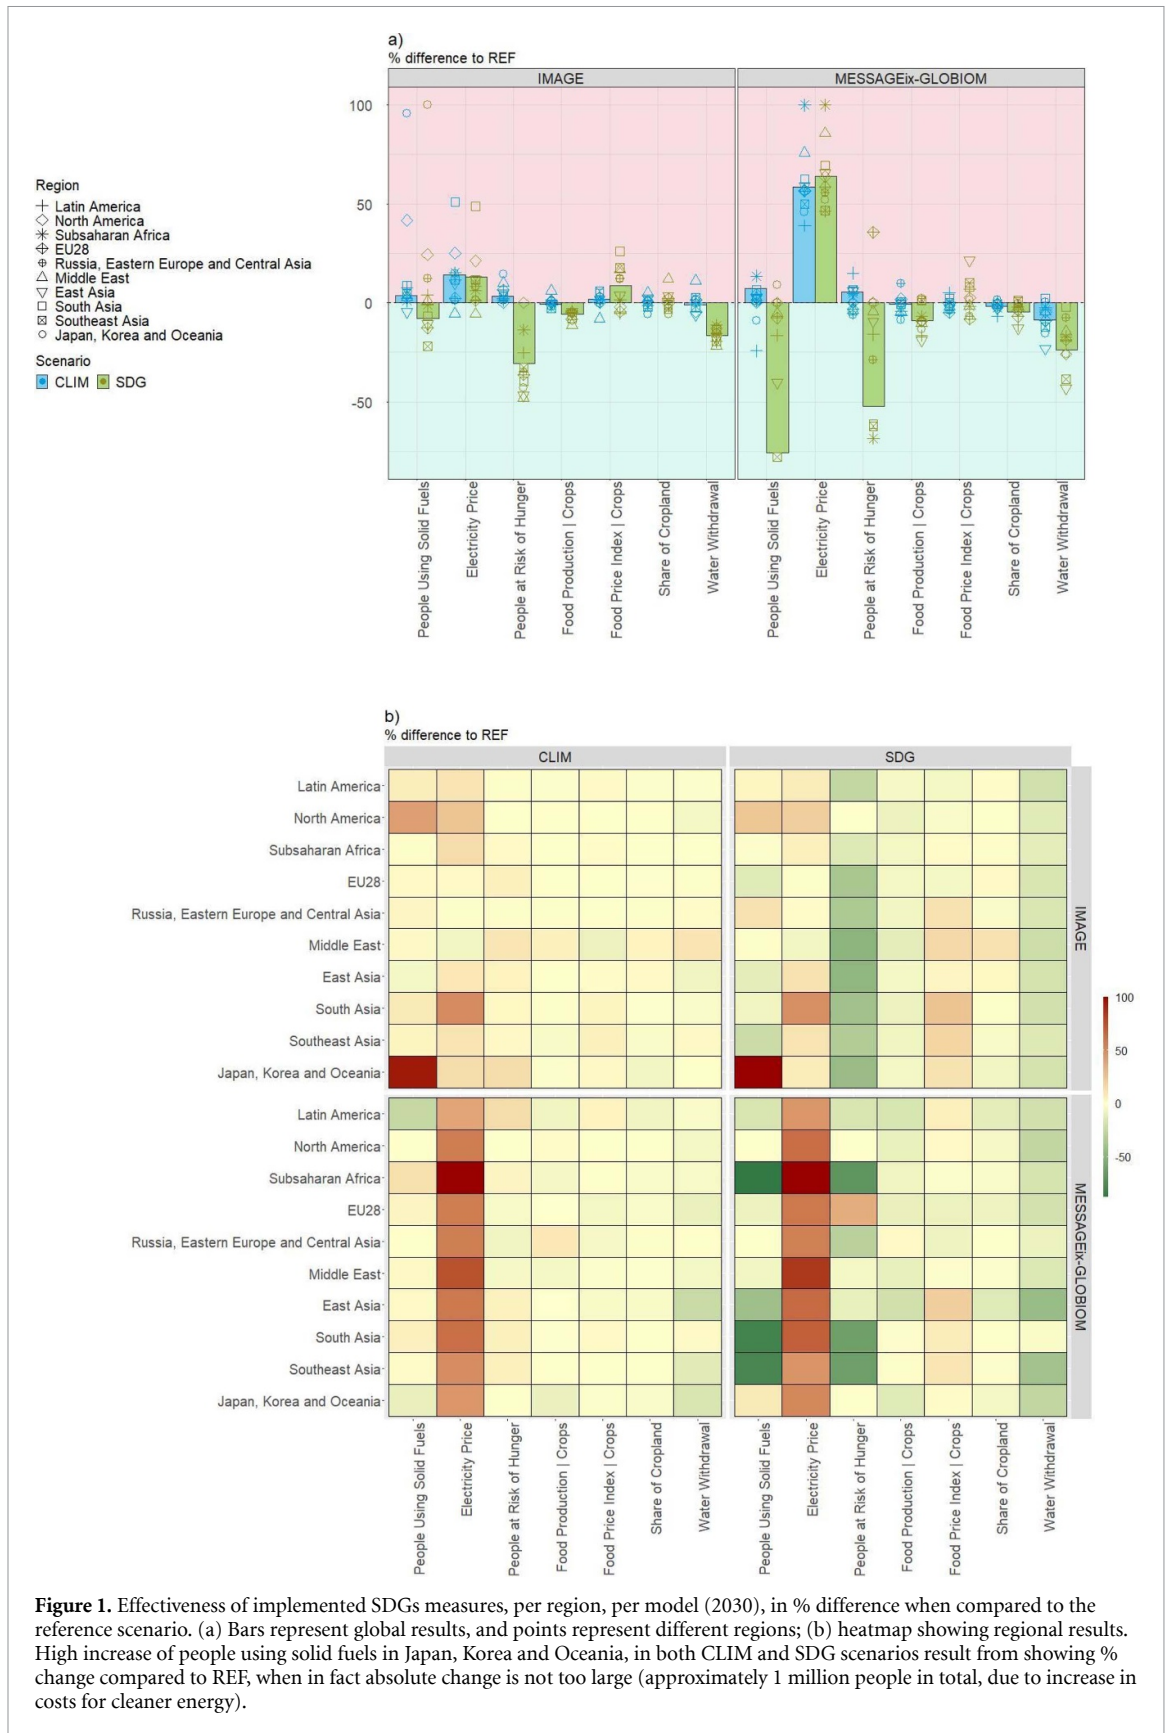 a)
% difference to REF
IMAGE
MESSAGEix-GLOBIOM
100
50
0
-50
Region
Latin America
North America
Subsaharan Africa
EU28
Russia, Eastern Europe and Central Asia
Middle East
East Asia
South Asia
Southeast Asia
Japan, Korea and Oceania
Scenario
CLIM SDG
People Using Solid Fuels
Electricity Price
People at Risk of Hunger
Food Production | Crops
Food Price Index | Crops
Share of Cropland
Water Withdrawal
People Using Solid Fuels
Electricity Price
People at Risk of Hunger
Food Production | Crops
Food Price Index | Crops
Share of Cropland
Water Withdrawal
b)
% difference to REF
CLIM
SDG
Latin America
North America
Subsaharan Africa
EU28
Russia, Eastern Europe and Central Asia
Middle East
East Asia
South Asia
Southeast Asia
Japan, Korea and Oceania
IMAGE
Latin America
North America
Subsaharan Africa
EU28
Russia, Eastern Europe and Central Asia
Middle East
East Asia
South Asia
Southeast Asia
Japan, Korea and Oceania
MESSAGEix-GLOBIOM
100
50
0
-50
People Using Solid Fuels
Electricity Price
People at Risk of Hunger
Food Production | Crops
Food Price Index | Crops
Share of Cropland
Water Withdrawal
People Using Solid Fuels
Electricity Price
People at Risk of Hunger
Food Production | Crops
Food Price Index | Crops
Share of Cropland
Water Withdrawal
Figure 1. Effectiveness of implemented SDGs measures, per region, per model (2030), in % difference when compared to the
reference scenario. (a) Bars represent global results, and points represent different regions; (b) heatmap showing regional results.
High increase of people using solid fuels in Japan, Korea and Oceania, in both CLIM and SDG scenarios result from showing %
change compared to REF, when in fact absolute change is not too large (approximately 1 million people in total, due to increase in
costs for cleaner energy).